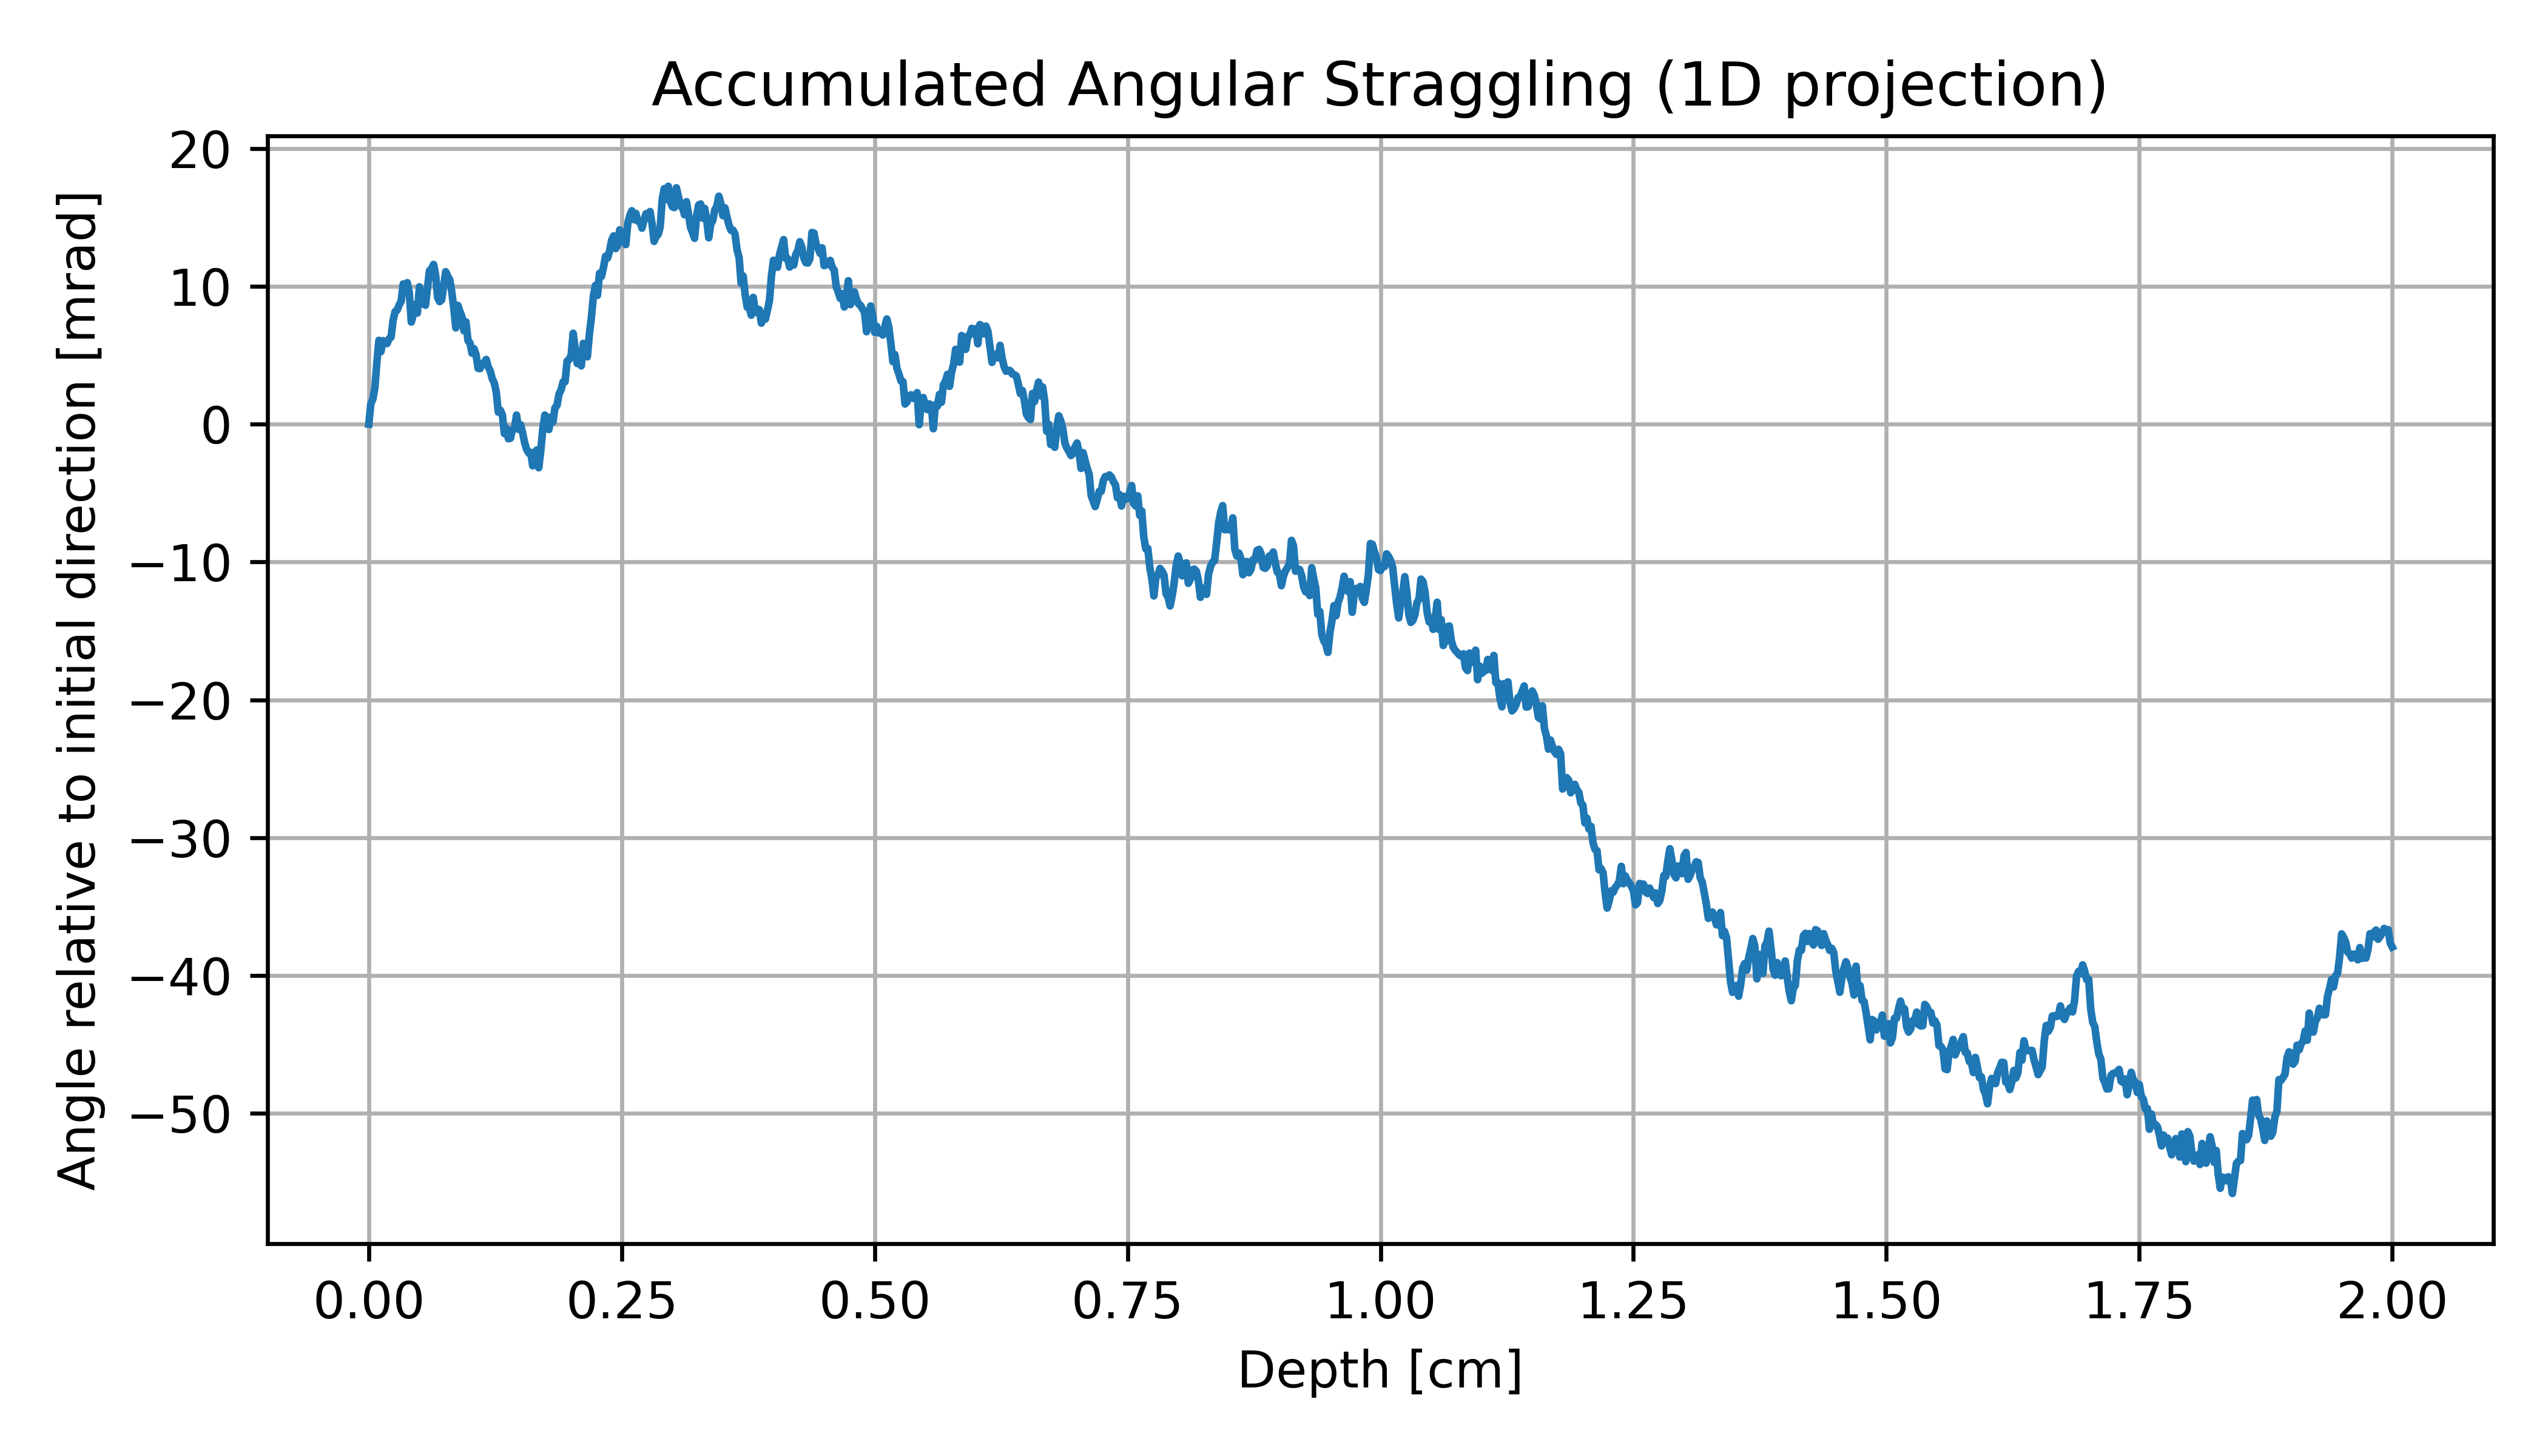 Accumulated Angular Straggling (1D projection)
Angle relative to initial direction [mrad]
20
10
0
−10
−20
−30
−40
−50
0.00 0.25 0.50 0.75 1.00 1.25 1.50 1.75 2.00
Depth [cm]